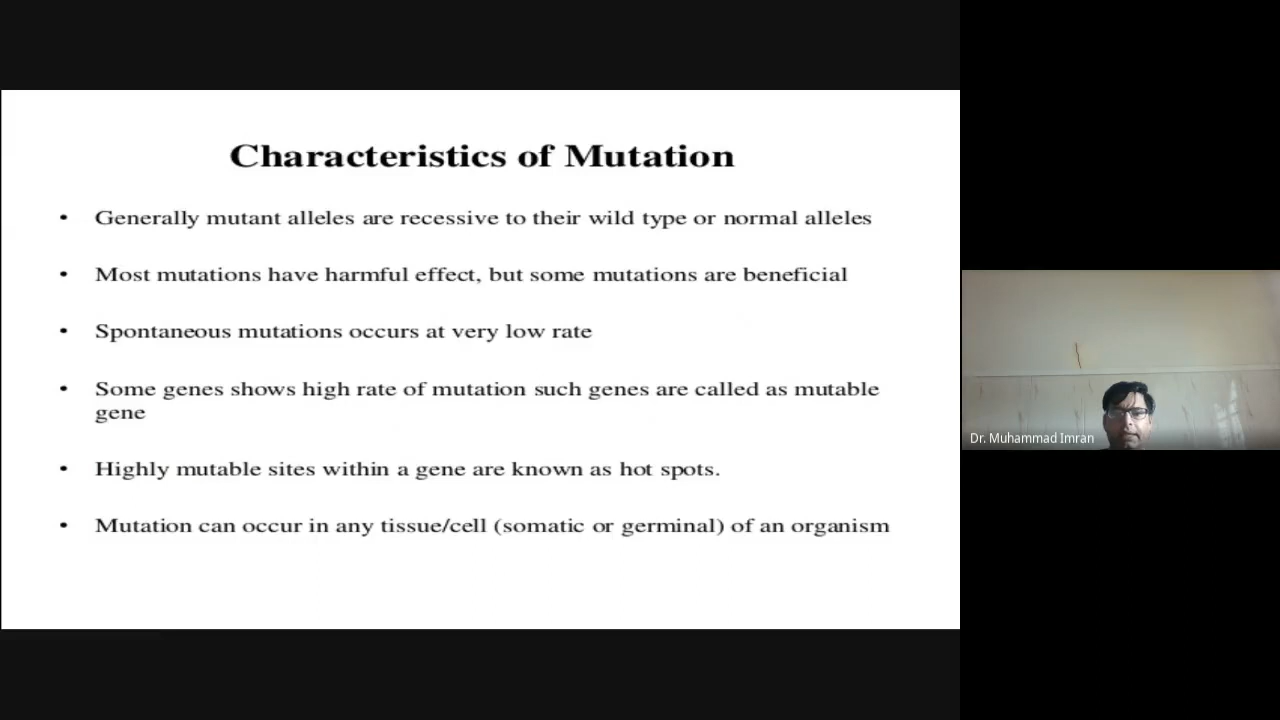 Characteristics of Mutation
• Generally mutant alleles are recessive to their wild type or normal alleles
• Most mutations have harmful effect, but some mutations are beneficial
• Spontaneous mutations occurs at very low rate
• Some genes shows high rate of mutation such genes are called as mutable
gene
• Highly mutable sites within a gene are known as hot spots.
• Mutation can occur in any tissue/cell (somatic or germinal) of an organism
Dr. Muhammad Imran